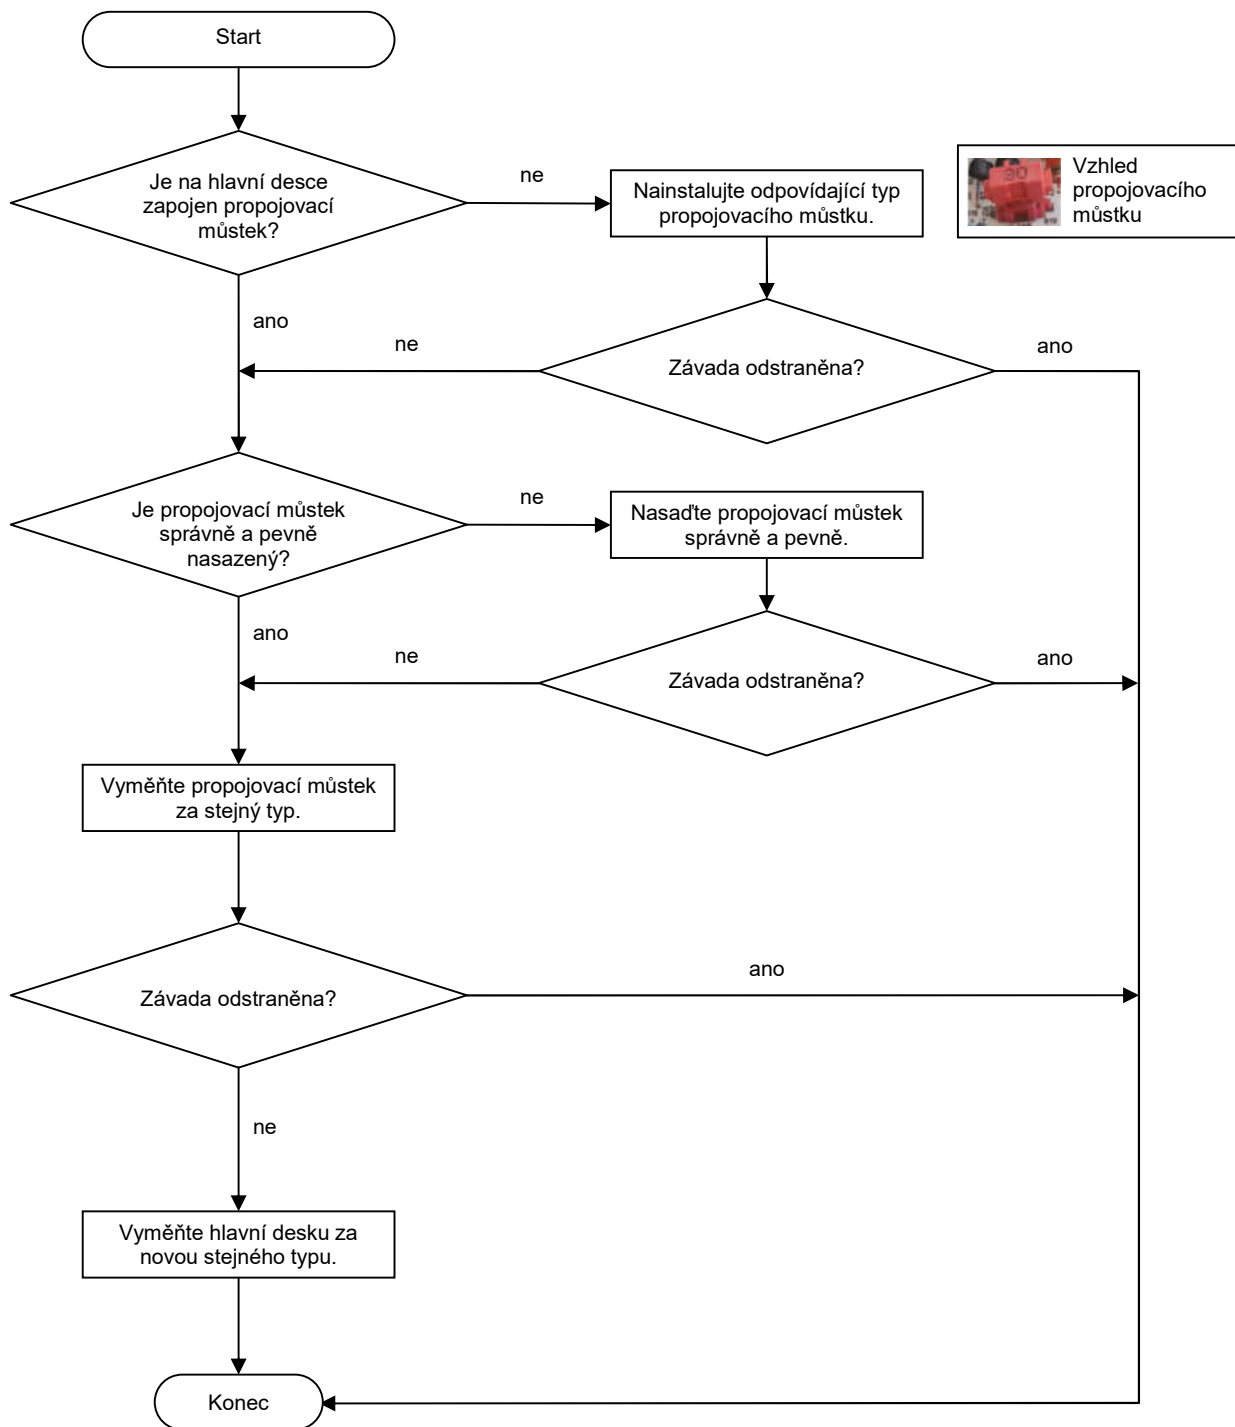 Start
Je na hlavní desce
zapojen propojovací
můstek?
ne
Nainstalujte odpovídající typ
propojovacího můstku.
Vzhled
propojovacího
můstku
ano
ne
Závada odstraněna?
ano
Je propojovací můstek
správně a pevně
nasazený?
ne
Nasaďte propojovací můstek
správně a pevně.
ano
ne
Závada odstraněna?
ano
Vyměňte propojovací můstek
za stejný typ.
Závada odstraněna?
ano
ne
Vyměňte hlavní desku za
novou stejného typu.
Konec